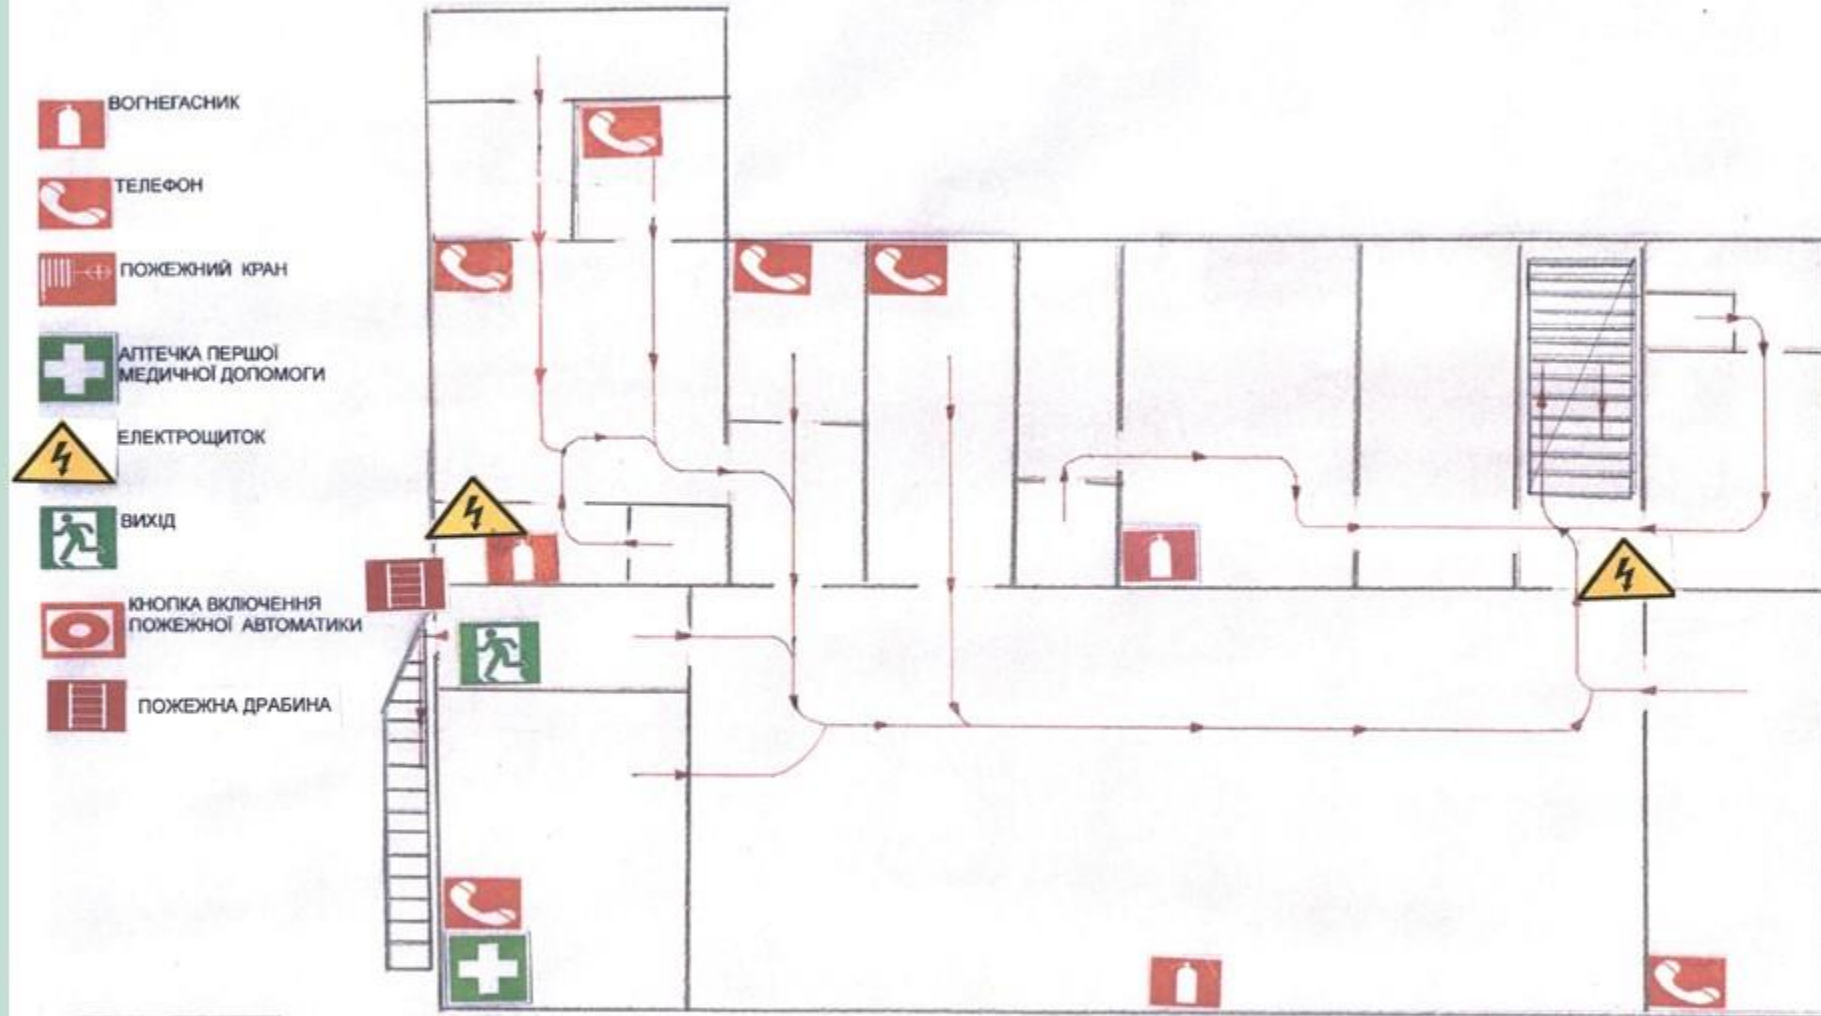 ВОГНЕГАСНИК
ТЕЛЕФОН
ПОЖЕЖНИЙ КРАН
АПТЕЧКА ПЕРШОЇ
МЕДИЧНОЇ ДОПОМОГИ
ЕЛЕКТРОЩИТОК
ВИХІД
КНОПКА ВКЛЮЧЕННЯ
ПОЖЕЖНОЇ АВТОМАТИКИ
ПОЖЕЖНА ДРАБИНА